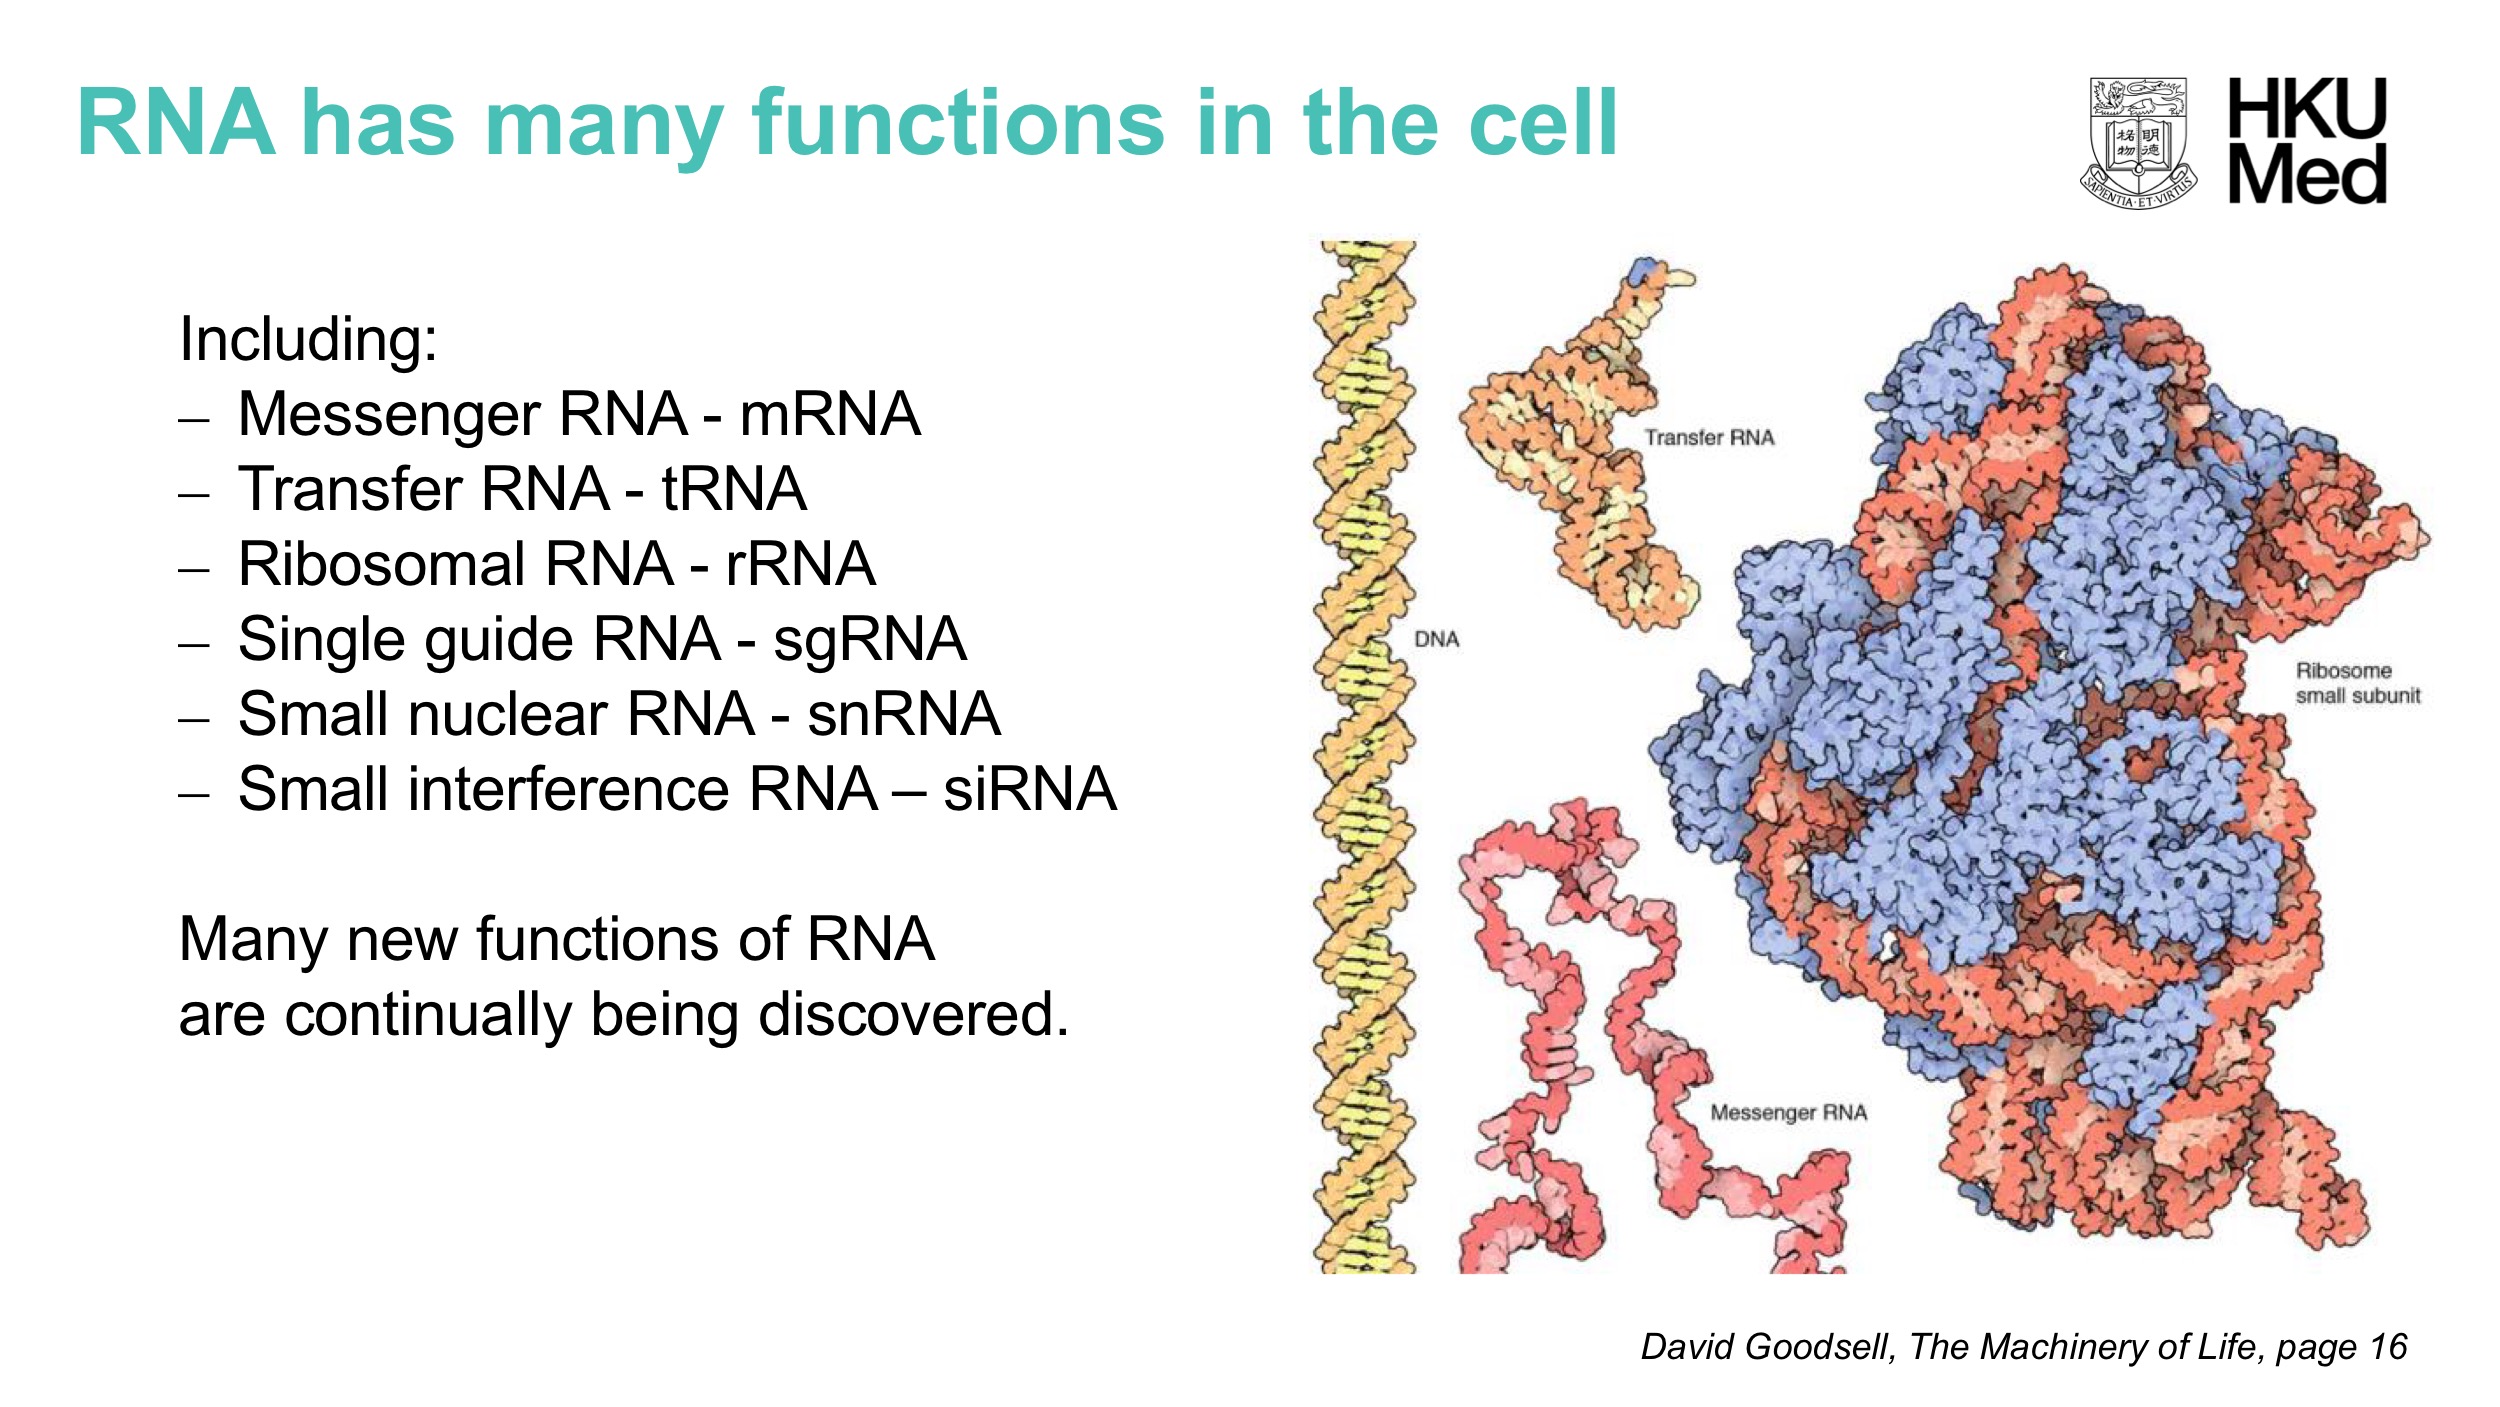 RNA has many functions in the cell
格物
明德
SAPIENTIA·ET·VIRTUS
HKU
Med
Including:
– Messenger RNA - mRNA
– Transfer RNA - tRNA
– Ribosomal RNA - rRNA
– Single guide RNA - sgRNA
– Small nuclear RNA - snRNA
– Small interference RNA – siRNA
Many new functions of RNA
are continually being discovered.
Transfer RNA
DNA
Ribosome
small subunit
Messenger RNA
David Goodsell, The Machinery of Life, page 16